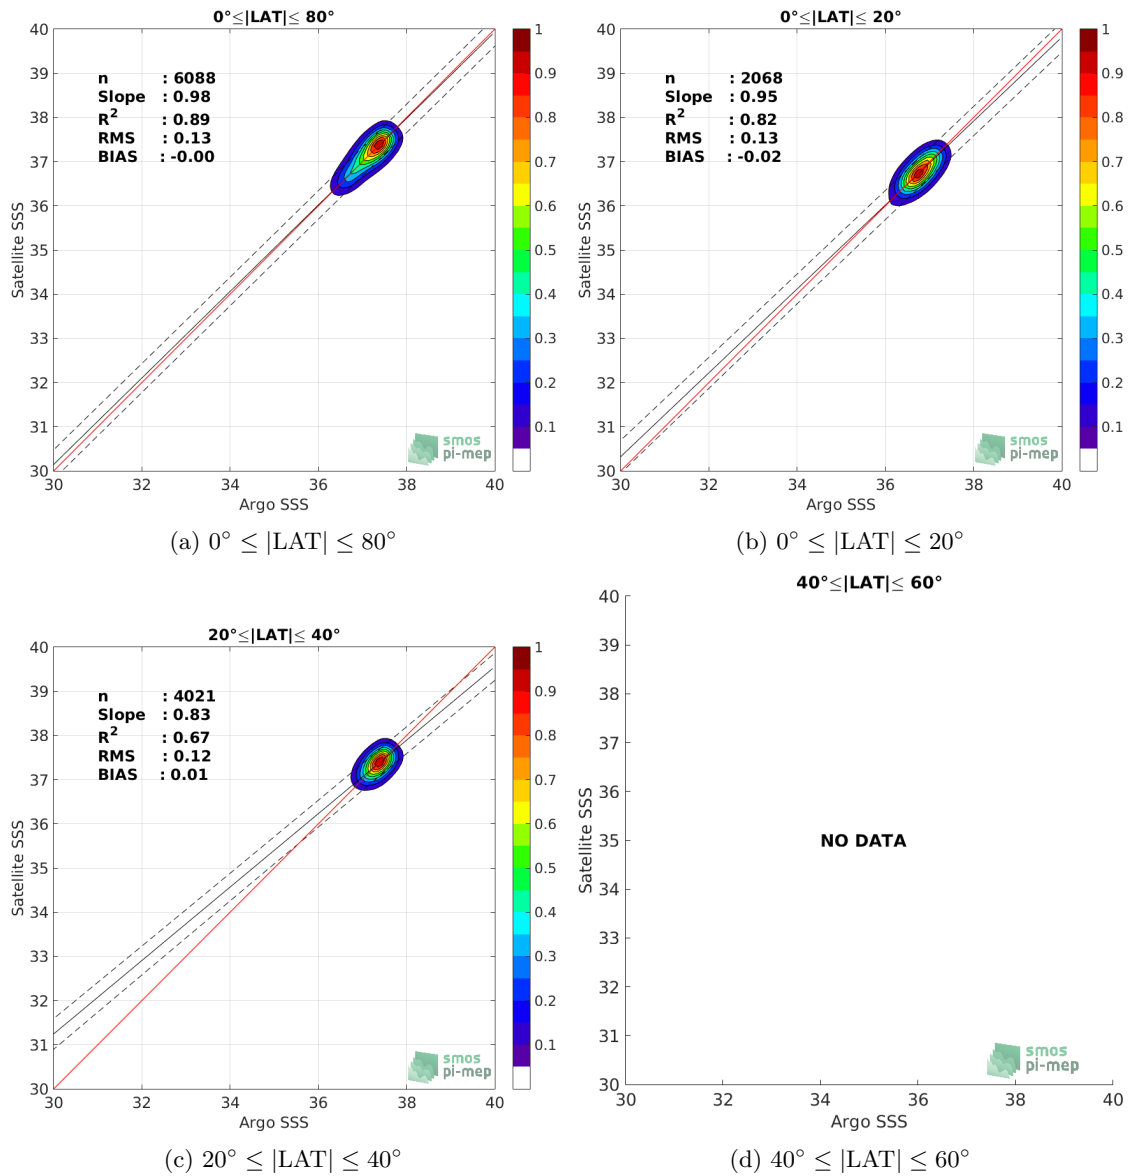 0°≤|LAT|≤ 80°
n : 6088
Slope : 0.98
R² : 0.89
RMS : 0.13
BIAS : -0.00
Satellite SSS
40
39
38
37
36
35
34
33
32
31
30
30 32 34 36 38 40
Argo SSS
1
0.9
0.8
0.7
0.6
0.5
0.4
0.3
0.2
0.1
smos
pi-mep
(a) 0° ≤ |LAT| ≤ 80°
0°≤|LAT|≤ 20°
n : 2068
Slope : 0.95
R² : 0.82
RMS : 0.13
BIAS : -0.02
Satellite SSS
40
39
38
37
36
35
34
33
32
31
30
30 32 34 36 38 40
Argo SSS
1
0.9
0.8
0.7
0.6
0.5
0.4
0.3
0.2
0.1
smos
pi-mep
(b) 0° ≤ |LAT| ≤ 20°
20°≤|LAT|≤ 40°
n : 4021
Slope : 0.83
R² : 0.67
RMS : 0.12
BIAS : 0.01
Satellite SSS
40
39
38
37
36
35
34
33
32
31
30
30 32 34 36 38 40
Argo SSS
1
0.9
0.8
0.7
0.6
0.5
0.4
0.3
0.2
0.1
smos
pi-mep
(c) 20° ≤ |LAT| ≤ 40°
40°≤|LAT|≤ 60°
Satellite SSS
40
39
38
37
36
35
34
33
32
31
30
NO DATA
30 32 34 36 38 40
Argo SSS
smos
pi-mep
(d) 40° ≤ |LAT| ≤ 60°